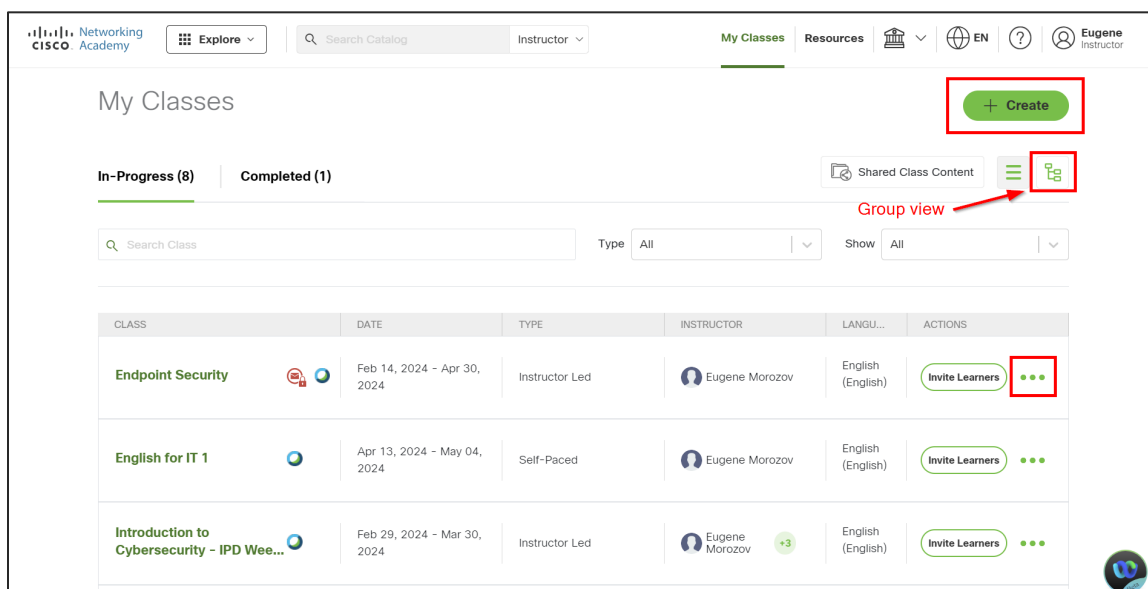 Networking
CISCO Academy
Explore
Search Catalog
Instructor
My Classes
Resources
EN
?
Eugene
Instructor
My Classes
+ Create
In-Progress (8)
Completed (1)
Shared Class Content
Group view
Search Class
Type
All
Show
All
CLASS
DATE
TYPE
INSTRUCTOR
LANGU...
ACTIONS
Endpoint Security
Feb 14, 2024 - Apr 30,
2024
Instructor Led
Eugene Morozov
English
(English)
Invite Learners
English for IT 1
Apr 13, 2024 - May 04,
2024
Self-Paced
Eugene Morozov
English
(English)
Invite Learners
Introduction to
Cybersecurity - IPD Wee...
Feb 29, 2024 - Mar 30,
2024
Instructor Led
Eugene
Morozov
+3
English
(English)
Invite Learners